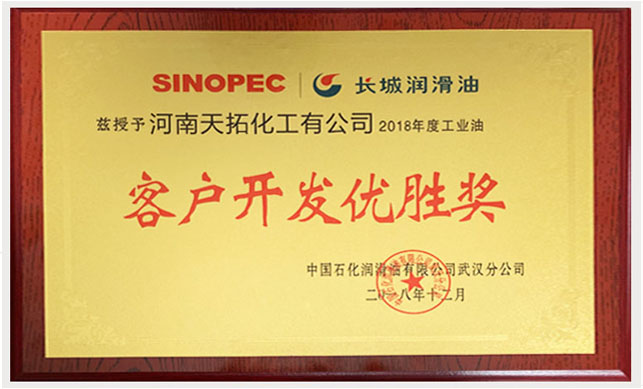 SINOPEC 长城润滑油
兹授予河南天拓化工有公司2018年度工业油
客户开发优胜奖
中国石化润滑油有限公司武汉分公司
二〇一八年十二月